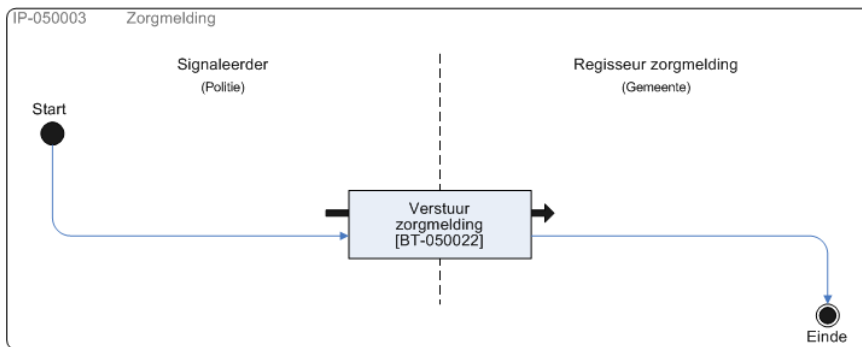 IP-050003 Zorgmelding
Signaleerder
(Politie)
Regisseur zorgmelding
(Gemeente)
Start
Verstuur
zorgmelding
[BT-050022]
Einde